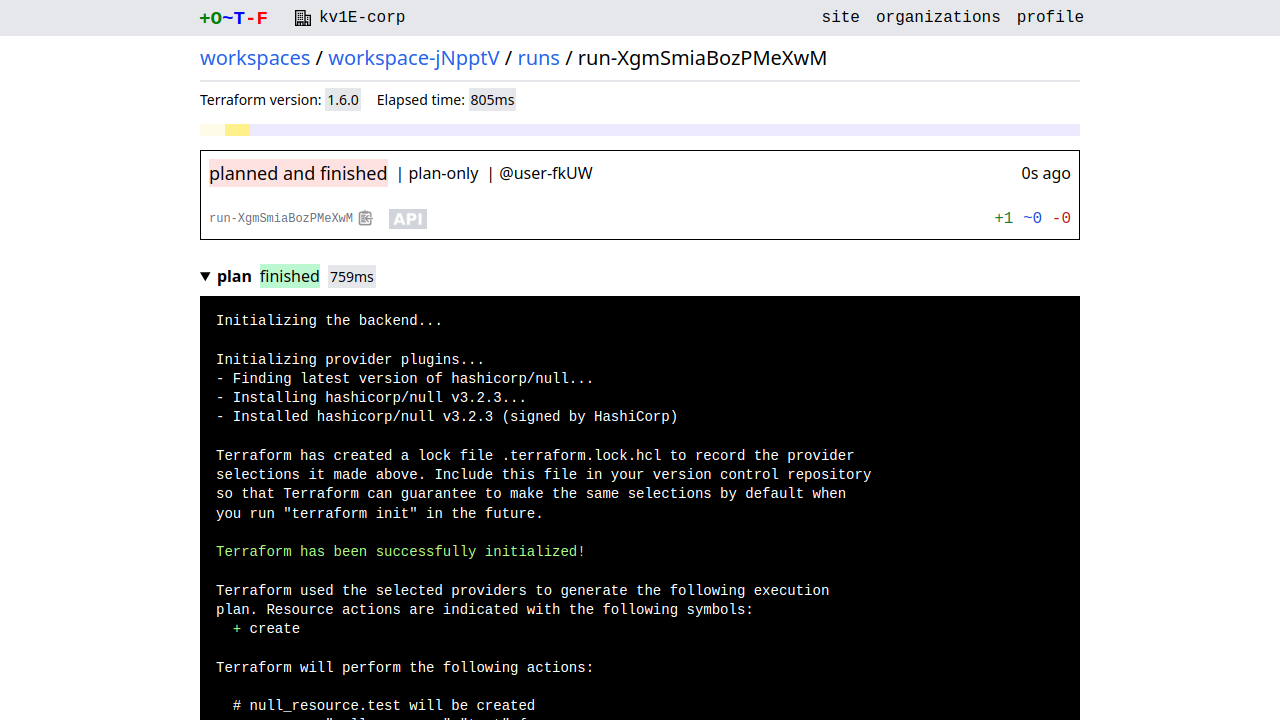 +O~T-F kv1E-corp site organizations profile
workspaces / workspace-jNpptV / runs / run-XgmSmiaBozPMeXwM
Terraform version: 1.6.0 Elapsed time: 805ms
planned and finished | plan-only | @user-fkUW 0s ago
run-XgmSmiaBozPMeXwM API +1 ~0 -0
plan finished 759ms
Initializing the backend...
Initializing provider plugins...
- Finding latest version of hashicorp/null...
- Installing hashicorp/null v3.2.3...
- Installed hashicorp/null v3.2.3 (signed by HashiCorp)
Terraform has created a lock file .terraform.lock.hcl to record the provider
selections it made above. Include this file in your version control repository
so that Terraform can guarantee to make the same selections by default when
you run "terraform init" in the future.
Terraform has been successfully initialized!
Terraform used the selected providers to generate the following execution
plan. Resource actions are indicated with the following symbols:
+ create
Terraform will perform the following actions:
# null_resource.test will be created